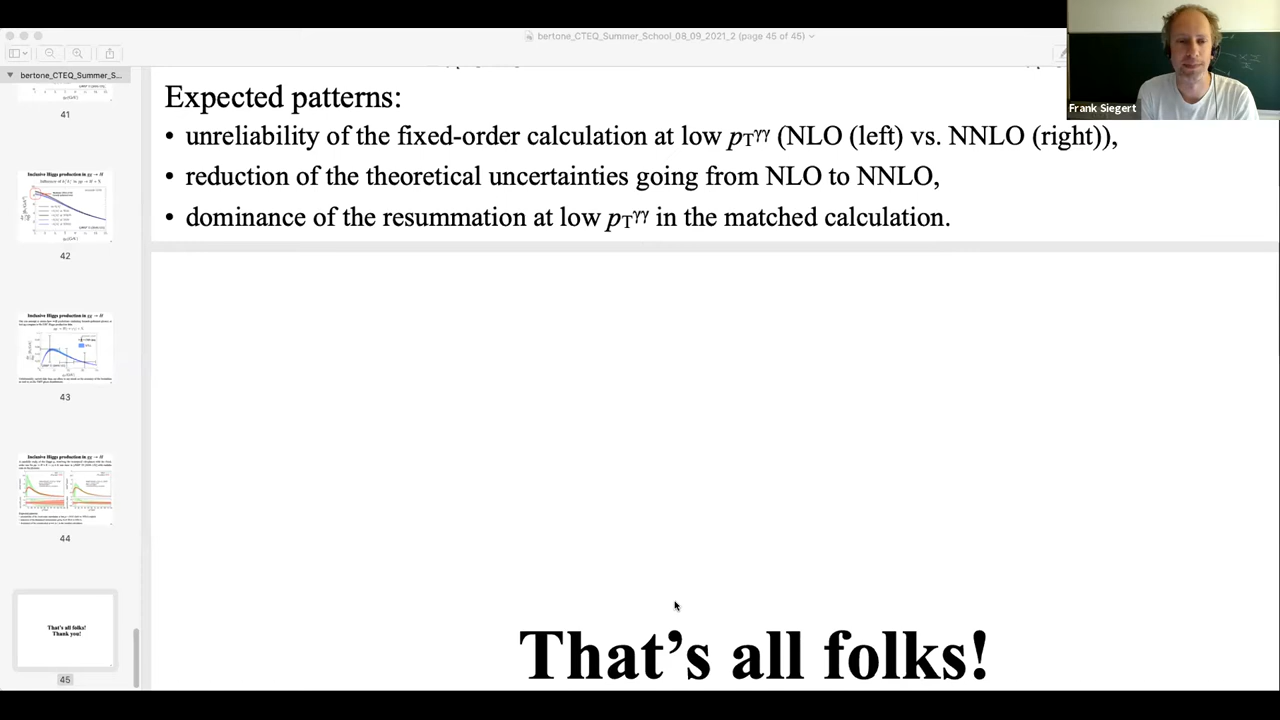 bertone_CTEQ_Summer_School_08_09_2021_2 (page 45 of 45)
bertone_CTEQ_Summer_S...
41
Inclusive Higgs production in gg → H
42
Inclusive Higgs production in gg → H
43
Inclusive Higgs production in gg → H
44
That's all folks!
Thank you!
45
Expected patterns:
• unreliability of the fixed-order calculation at low pTγγ (NLO (left) vs. NNLO (right)),
• reduction of the theoretical uncertainties going from NLO to NNLO,
• dominance of the resummation at low pTγγ in the matched calculation.
That's all folks!
Frank Siegert